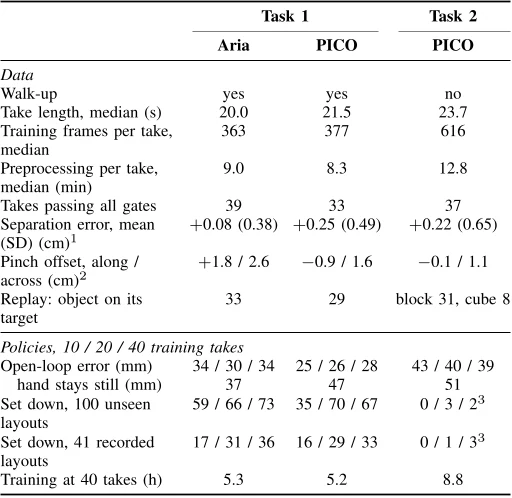 Task 1 Task 2
Aria PICO PICO
Data
Walk-up yes yes no
Take length, median (s) 20.0 21.5 23.7
Training frames per take, 363 377 616
median
Preprocessing per take, 9.0 8.3 12.8
median (min)
Takes passing all gates 39 33 37
Separation error, mean +0.08 (0.38) +0.25 (0.49) +0.22 (0.65)
(SD) (cm)¹
Pinch offset, along / +1.8 / 2.6 −0.9 / 1.6 −0.1 / 1.1
across (cm)²
Replay: object on its 33 29 block 31, cube 8
target
Policies, 10 / 20 / 40 training takes
Open-loop error (mm) 34 / 30 / 34 25 / 26 / 28 43 / 40 / 39
hand stays still (mm) 37 47 51
Set down, 100 unseen 59 / 66 / 73 35 / 70 / 67 0 / 3 / 2³
layouts
Set down, 41 recorded 17 / 31 / 36 16 / 29 / 33 0 / 1 / 3³
layouts
Training at 40 takes (h) 5.3 5.2 8.8